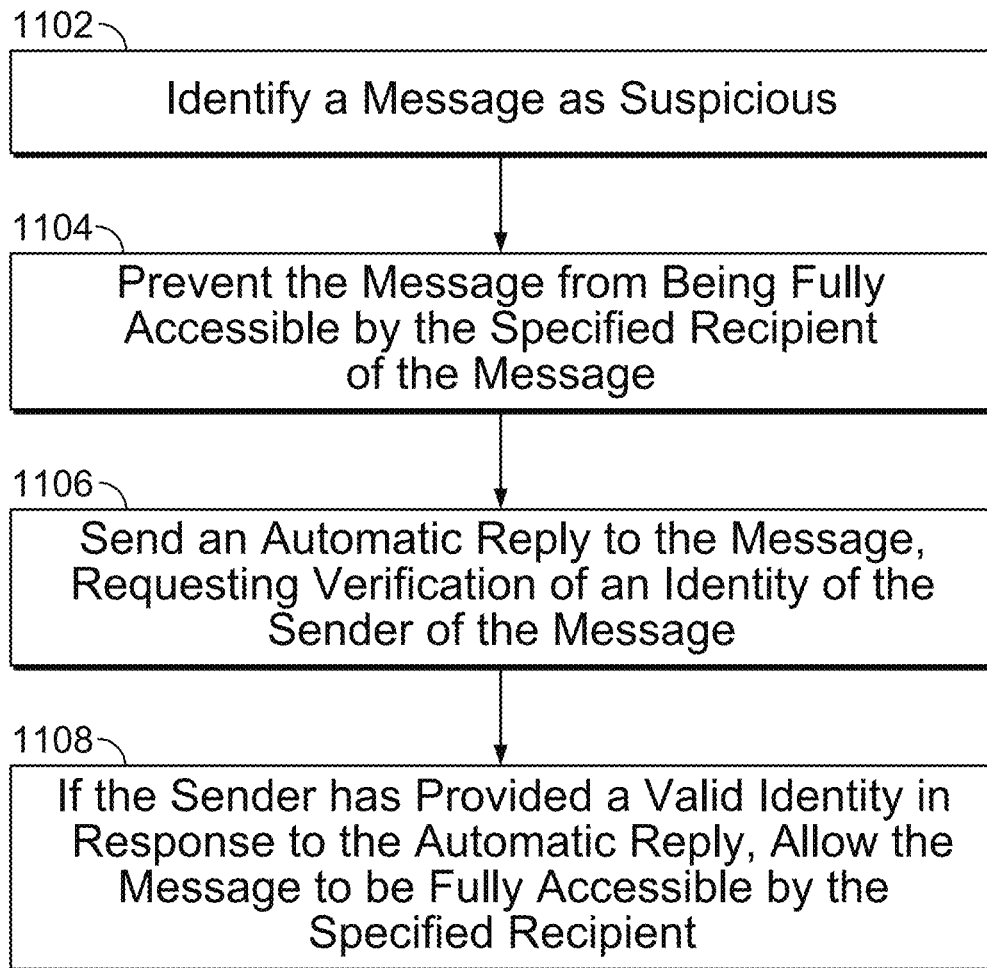 1102
Identify a Message as Suspicious
1104
Prevent the Message from Being Fully
Accessible by the Specified Recipient
of the Message
1106
Send an Automatic Reply to the Message,
Requesting Verification of an Identity of the
Sender of the Message
1108
If the Sender has Provided a Valid Identity in
Response to the Automatic Reply, Allow the
Message to be Fully Accessible by the
Specified Recipient